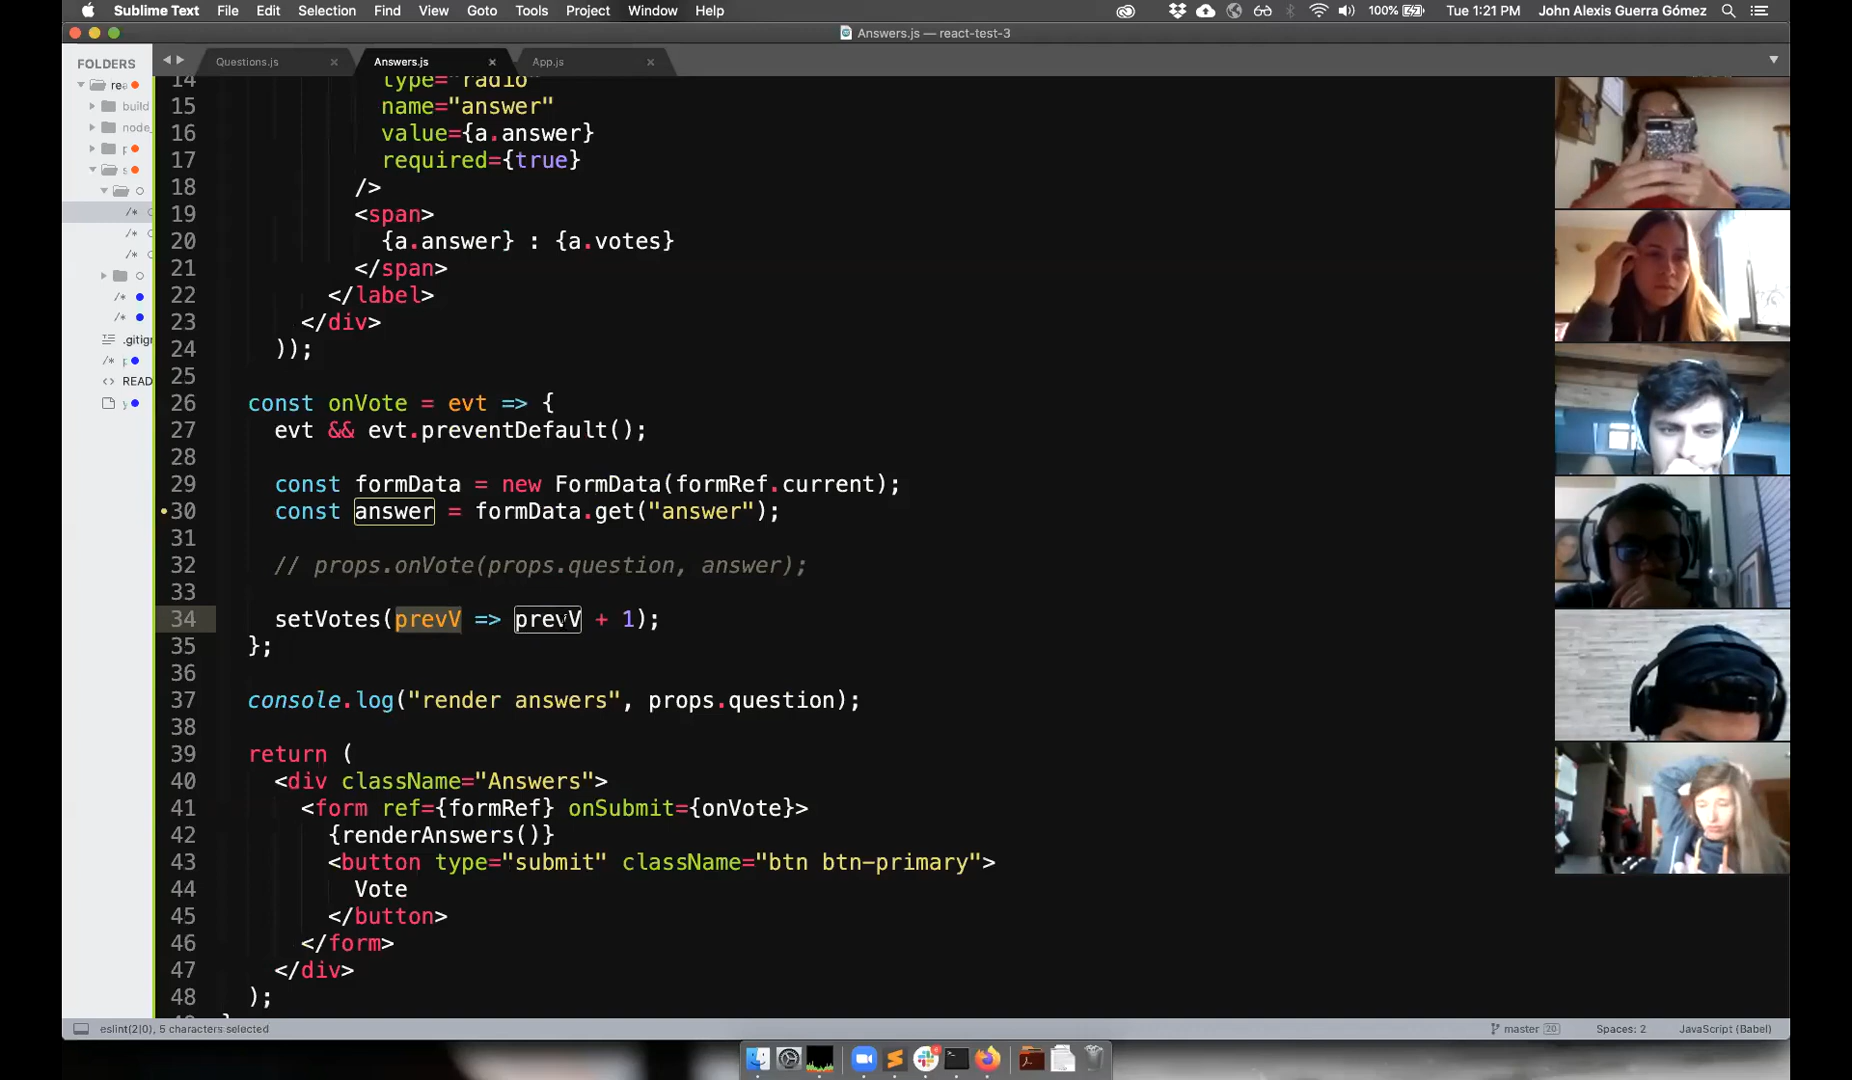 Sublime Text File Edit Selection Find View Goto Tools Project Window Help 100% Tue 1:21 PM John Alexis Guerra Gómez
Answers.js — react-test-3
FOLDERS
Questions.js × Answers.js × App.js ×
rea
build
node_
p
s
/*
/*
/*
/*
/*
.gitign
p
<> READ
y
14 type="radio"
15 name="answer"
16 value={a.answer}
17 required={true}
18 />
19 <span>
20 {a.answer} : {a.votes}
21 </span>
22 </label>
23 </div>
24 ));
25
26 const onVote = evt => {
27 evt && evt.preventDefault();
28
29 const formData = new FormData(formRef.current);
30 const answer = formData.get("answer");
31
32 // props.onVote(props.question, answer);
33
34 setVotes(prevV => prevV + 1);
35 };
36
37 console.log("render answers", props.question);
38
39 return (
40 <div className="Answers">
41 <form ref={formRef} onSubmit={onVote}>
42 {renderAnswers()}
43 <button type="submit" className="btn btn-primary">
44 Vote
45 </button>
46 </form>
47 </div>
48 );
eslint(2|0), 5 characters selected master 20 Spaces: 2 JavaScript (Babel)